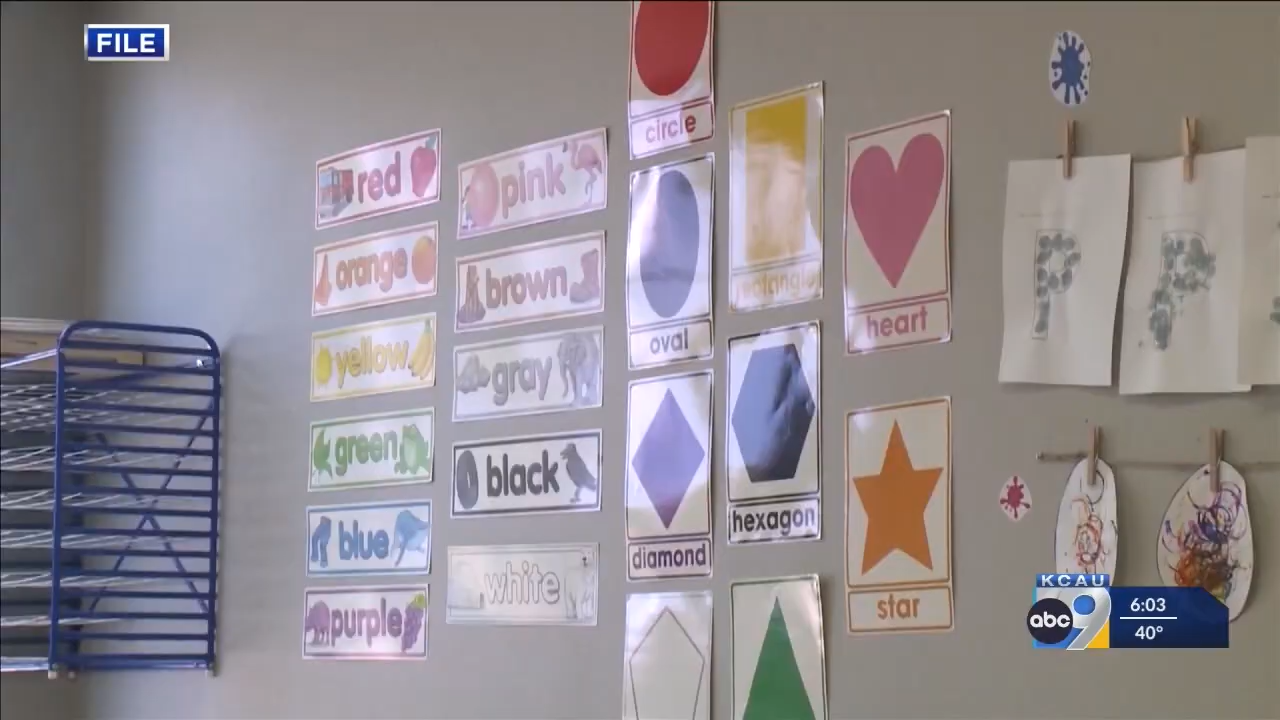 FILE
circle
red
pink
orange
brown
oval
rectangle
heart
yellow
gray
green
black
diamond
hexagon
blue
white
star
purple
P
P
KCAU
abc 9
6:03
40°